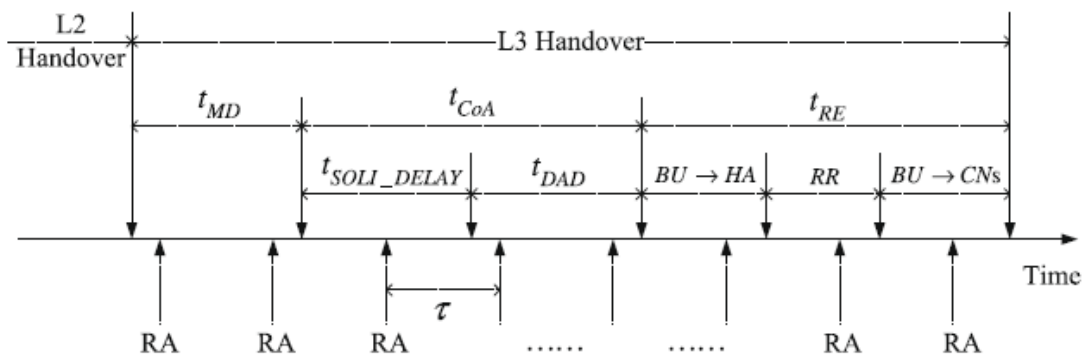 L2
Handover
L3 Handover
t_MD
t_CoA
t_RE
t_SOLI_DELAY
t_DAD
BU → HA
RR
BU → CNs
Time
τ
RA
RA
RA
......
......
RA
RA